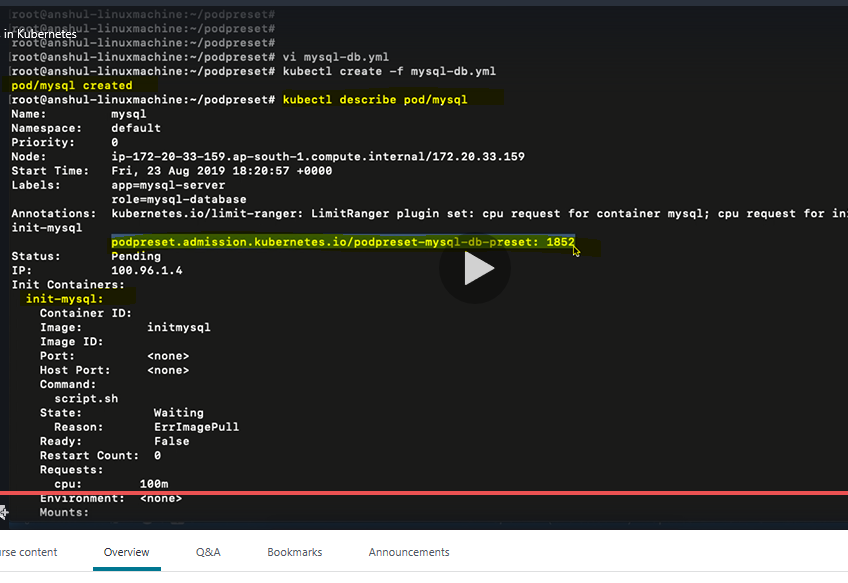 root@anshul-linuxmachine:~/podpreset#
root@anshul-linuxmachine:~/podpreset#
in Kubernetes
root@anshul-linuxmachine:~/podpreset#
[root@anshul-linuxmachine:~/podpreset# vi mysql-db.yml
[root@anshul-linuxmachine:~/podpreset# kubectl create -f mysql-db.yml
pod/mysql created
[root@anshul-linuxmachine:~/podpreset# kubectl describe pod/mysql
Name: mysql
Namespace: default
Priority: 0
Node: ip-172-20-33-159.ap-south-1.compute.internal/172.20.33.159
Start Time: Fri, 23 Aug 2019 18:20:57 +0000
Labels: app=mysql-server
role=mysql-database
Annotations: kubernetes.io/limit-ranger: LimitRanger plugin set: cpu request for container mysql; cpu request for ini
init-mysql
podpreset.admission.kubernetes.io/podpreset-mysql-db-preset: 1852
Status: Pending
IP: 100.96.1.4
Init Containers:
init-mysql:
Container ID:
Image: initmysql
Image ID:
Port: <none>
Host Port: <none>
Command:
script.sh
State: Waiting
Reason: ErrImagePull
Ready: False
Restart Count: 0
Requests:
cpu: 100m
Environment: <none>
Mounts:
urse content Overview Q&A Bookmarks Announcements